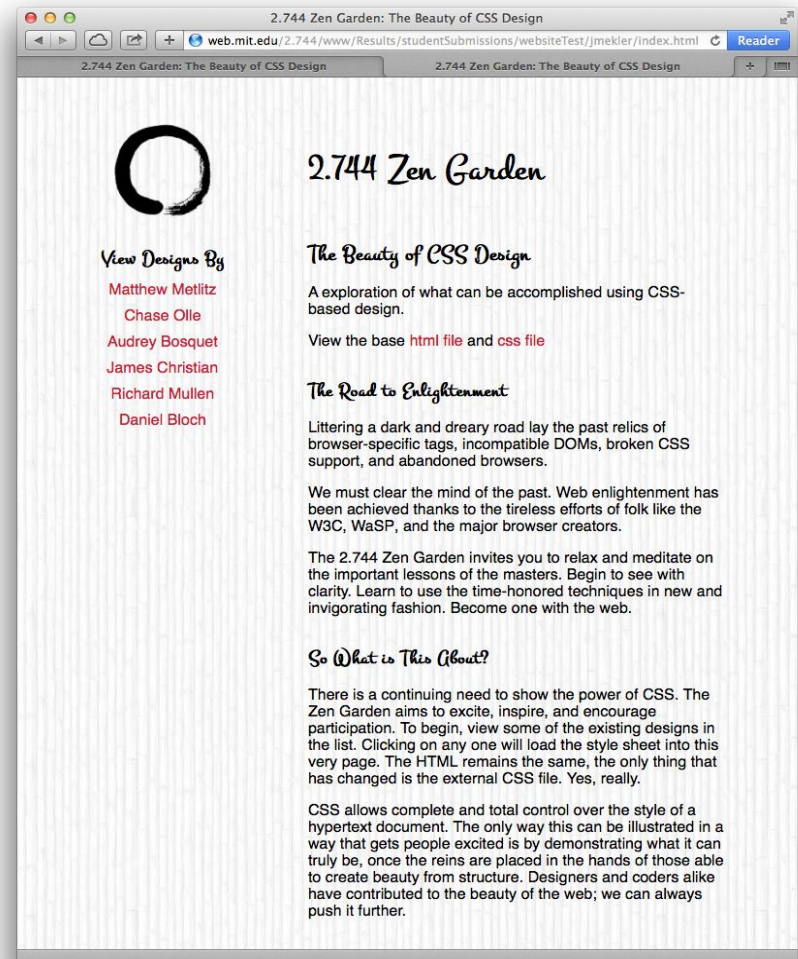 2.744 Zen Garden: The Beauty of CSS Design
web.mit.edu/2.744/www/Results/studentSubmissions/websiteTest/jmekler/index.html
Reader
2.744 Zen Garden: The Beauty of CSS Design
2.744 Zen Garden: The Beauty of CSS Design
View Designs By
Matthew Metlitz
Chase Olle
Audrey Bosquet
James Christian
Richard Mullen
Daniel Bloch
2.744 Zen Garden
The Beauty of CSS Design
A exploration of what can be accomplished using CSS-
based design.
View the base html file and css file
The Road to Enlightenment
Littering a dark and dreary road lay the past relics of
browser-specific tags, incompatible DOMs, broken CSS
support, and abandoned browsers.
We must clear the mind of the past. Web enlightenment has
been achieved thanks to the tireless efforts of folk like the
W3C, WaSP, and the major browser creators.
The 2.744 Zen Garden invites you to relax and meditate on
the important lessons of the masters. Begin to see with
clarity. Learn to use the time-honored techniques in new and
invigorating fashion. Become one with the web.
So What is This About?
There is a continuing need to show the power of CSS. The
Zen Garden aims to excite, inspire, and encourage
participation. To begin, view some of the existing designs in
the list. Clicking on any one will load the style sheet into this
very page. The HTML remains the same, the only thing that
has changed is the external CSS file. Yes, really.
CSS allows complete and total control over the style of a
hypertext document. The only way this can be illustrated in a
way that gets people excited is by demonstrating what it can
truly be, once the reins are placed in the hands of those able
to create beauty from structure. Designers and coders alike
have contributed to the beauty of the web; we can always
push it further.